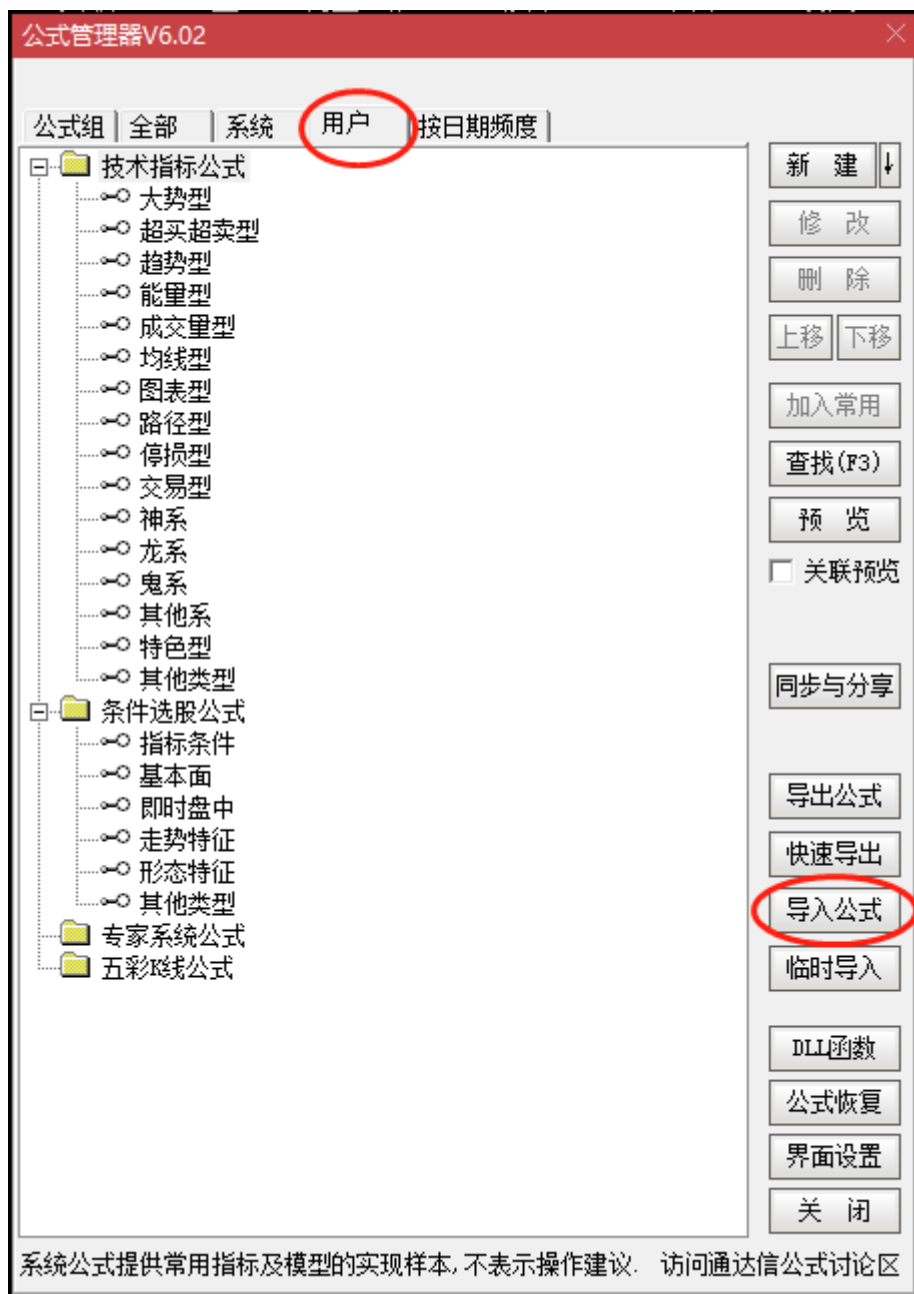 公式管理器V6.02
公式组 全部 系统 用户 按日期频度
技术指标公式
大势型
超买超卖型
趋势型
能量型
成交量型
均线型
图表型
路径型
停损型
交易型
神系
龙系
鬼系
其他系
特色型
其他类型
条件选股公式
指标条件
基本面
即时盘中
走势特征
形态特征
其他类型
专家系统公式
五彩K线公式
新 建
修 改
删 除
上移 下移
加入常用
查找(F3)
预 览
关联预览
同步与分享
导出公式
快速导出
导入公式
临时导入
DLL函数
公式恢复
界面设置
关 闭
系统公式提供常用指标及模型的实现样本,不表示操作建议. 访问通达信公式讨论区